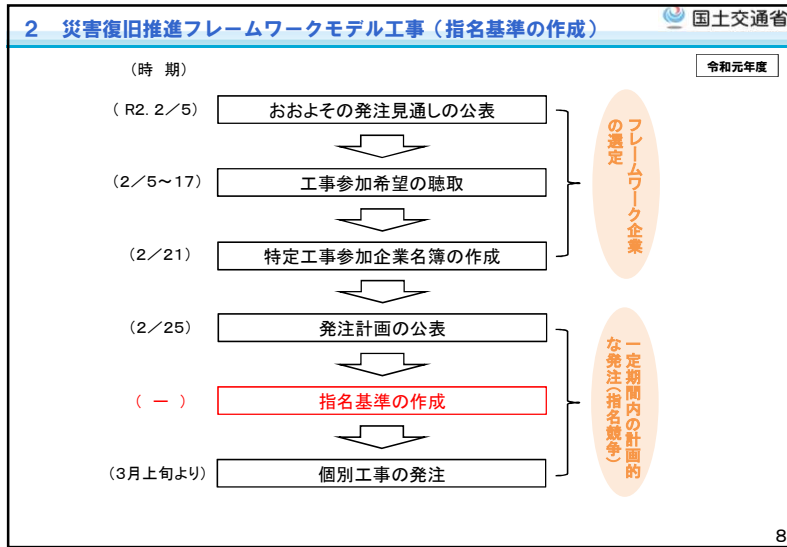 2 災害復旧推進フレームワークモデル工事（指名基準の作成）
国土交通省
令和元年度
（時 期）
（ R2. 2／5）
おおよその発注見通しの公表
（2／5～17）
工事参加希望の聴取
（2／21）
特定工事参加企業名簿の作成
フレームワーク企業
の選定
（2／25）
発注計画の公表
（ － ）
指名基準の作成
（3月上旬より）
個別工事の発注
一定期間内の計画的
な発注（指名競争）
8